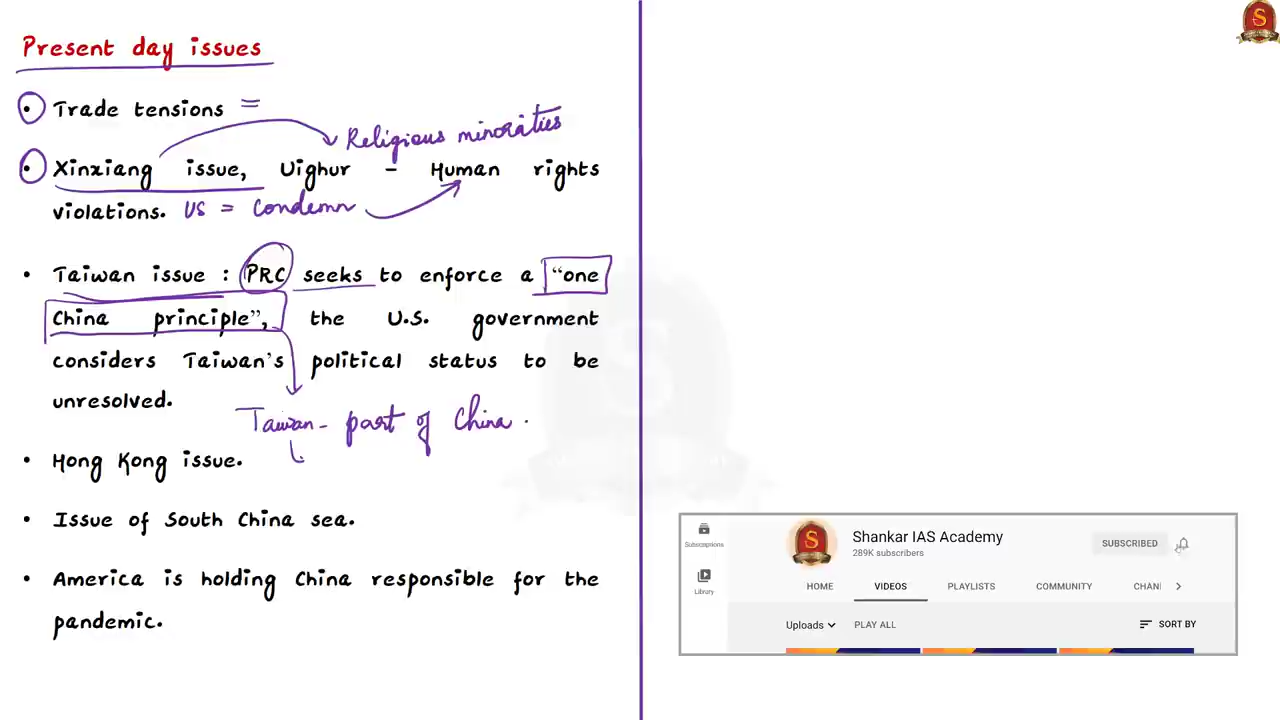 Present day issues
• Trade tensions =
Religious minorities
• Xinxiang issue, Uighur – Human rights
violations. US = Condemn
• Taiwan issue : PRC seeks to enforce a "one
China principle", the U.S. government
considers Taiwan's political status to be
unresolved.
Taiwan - part of China.
• Hong Kong issue.
• Issue of South China sea.
• America is holding China responsible for the
pandemic.
S
Subscriptions
Library
S
Shankar IAS Academy
289K subscribers
SUBSCRIBED
HOME VIDEOS PLAYLISTS COMMUNITY CHANI
Uploads PLAY ALL SORT BY